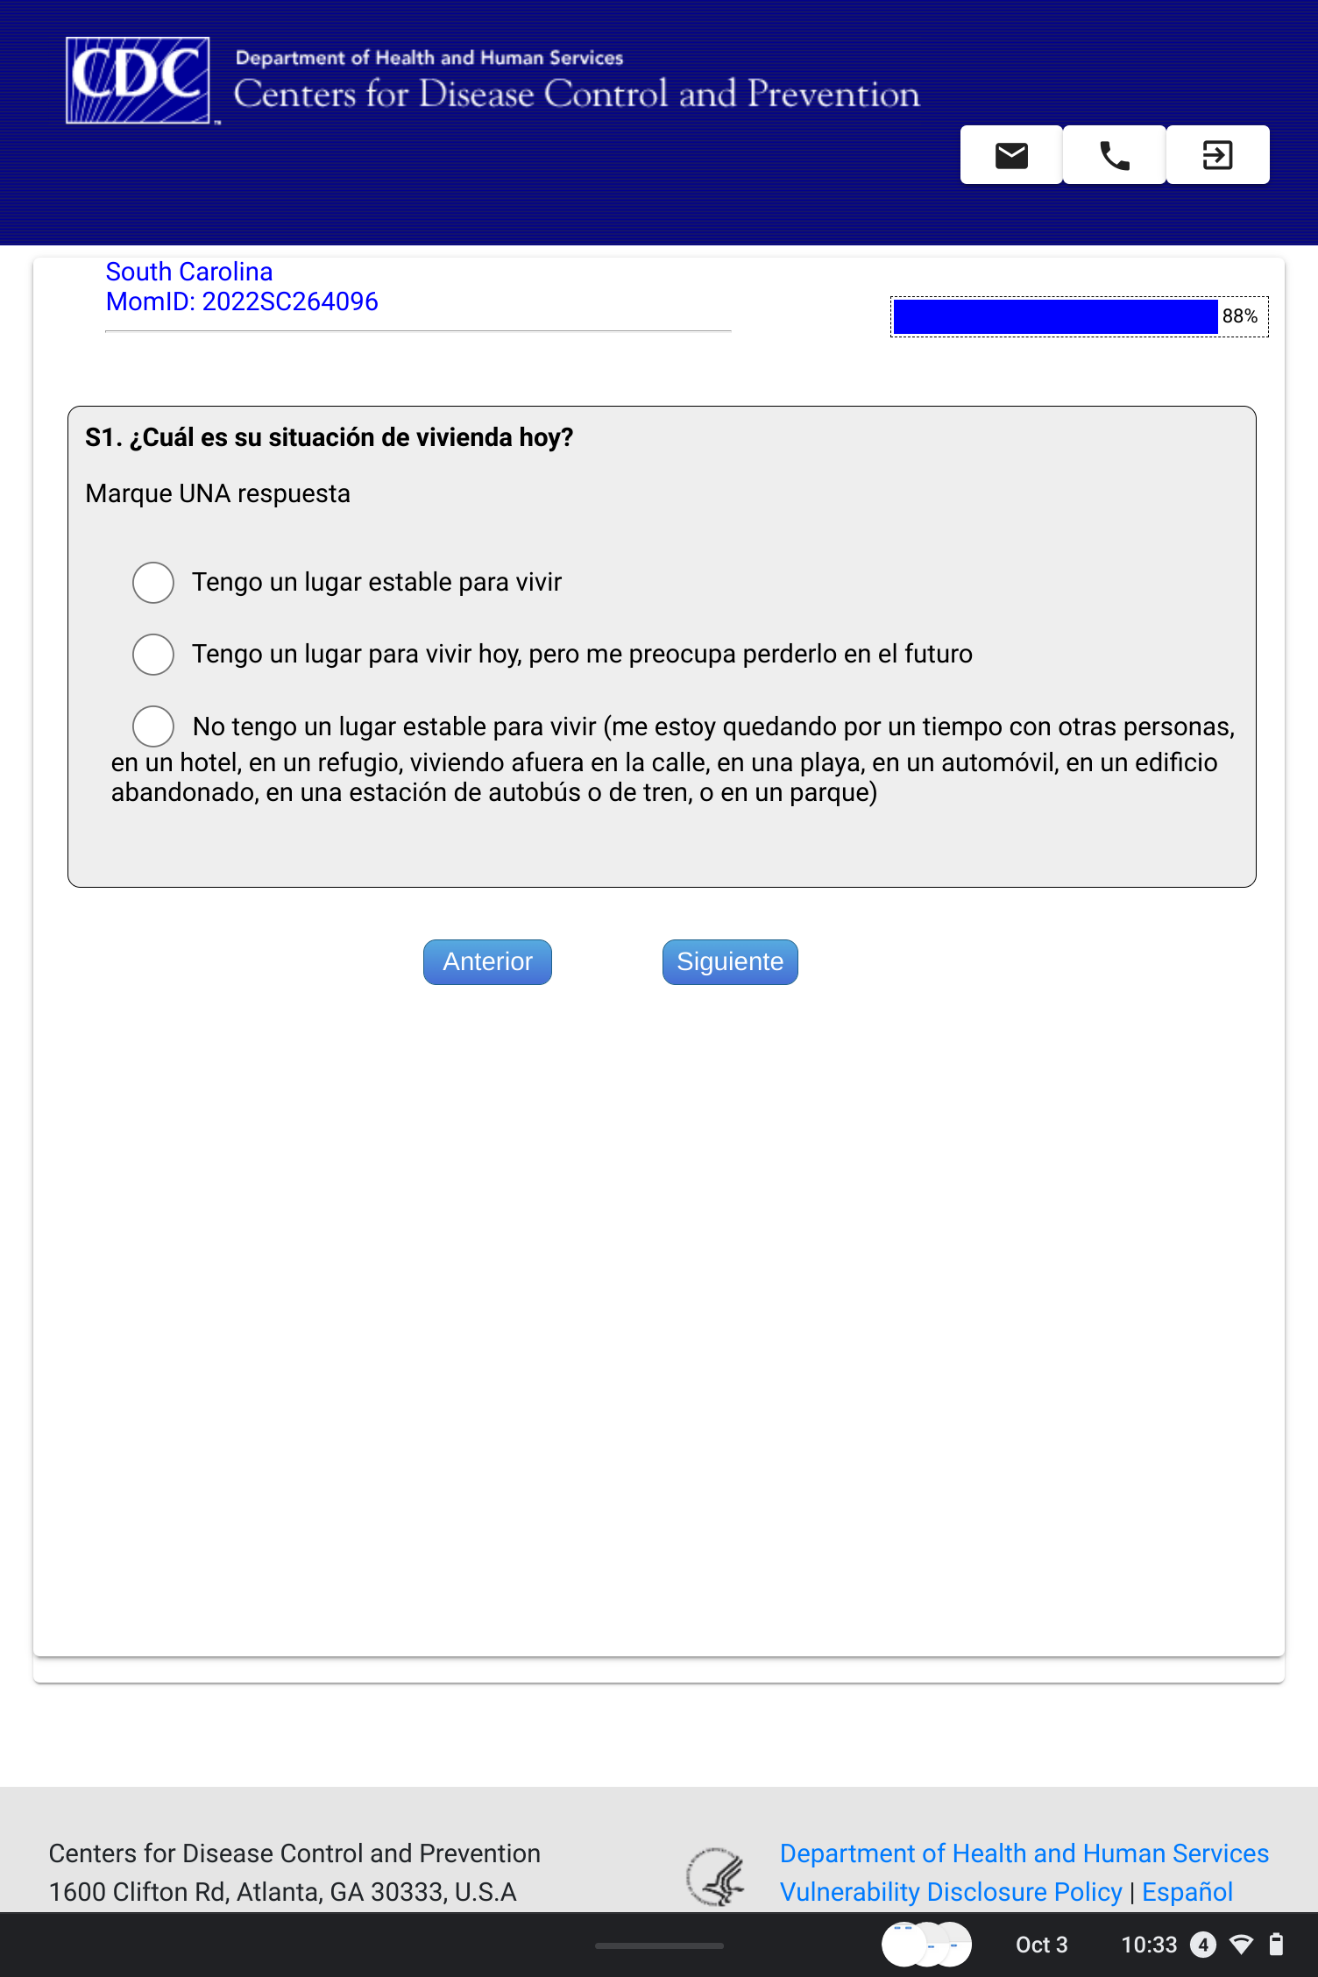 CDC
Department of Health and Human Services
Centers for Disease Control and Prevention
South Carolina
MomID: 2022SC264096
88%
S1. ¿Cuál es su situación de vivienda hoy?
Marque UNA respuesta
Tengo un lugar estable para vivir
Tengo un lugar para vivir hoy, pero me preocupa perderlo en el futuro
No tengo un lugar estable para vivir (me estoy quedando por un tiempo con otras personas,
en un hotel, en un refugio, viviendo afuera en la calle, en una playa, en un automóvil, en un edificio
abandonado, en una estación de autobús o de tren, o en un parque)
Anterior
Siguiente
Centers for Disease Control and Prevention
1600 Clifton Rd, Atlanta, GA 30333, U.S.A
Department of Health and Human Services
Vulnerability Disclosure Policy | Español
Oct 3
10:33
4